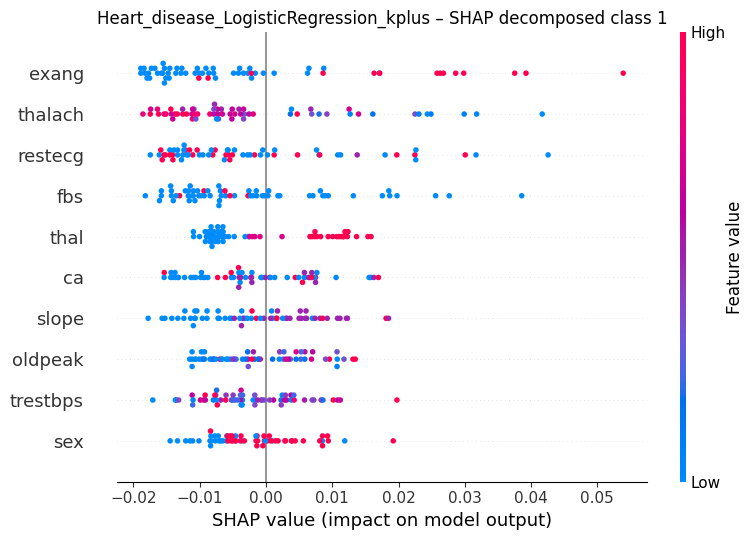 Heart_disease_LogisticRegression_kplus – SHAP decomposed class 1
High
exang
thalach
restecg
fbs
thal
ca
slope
oldpeak
trestbps
sex
Feature value
Low
−0.02 −0.01 0.00 0.01 0.02 0.03 0.04 0.05
SHAP value (impact on model output)